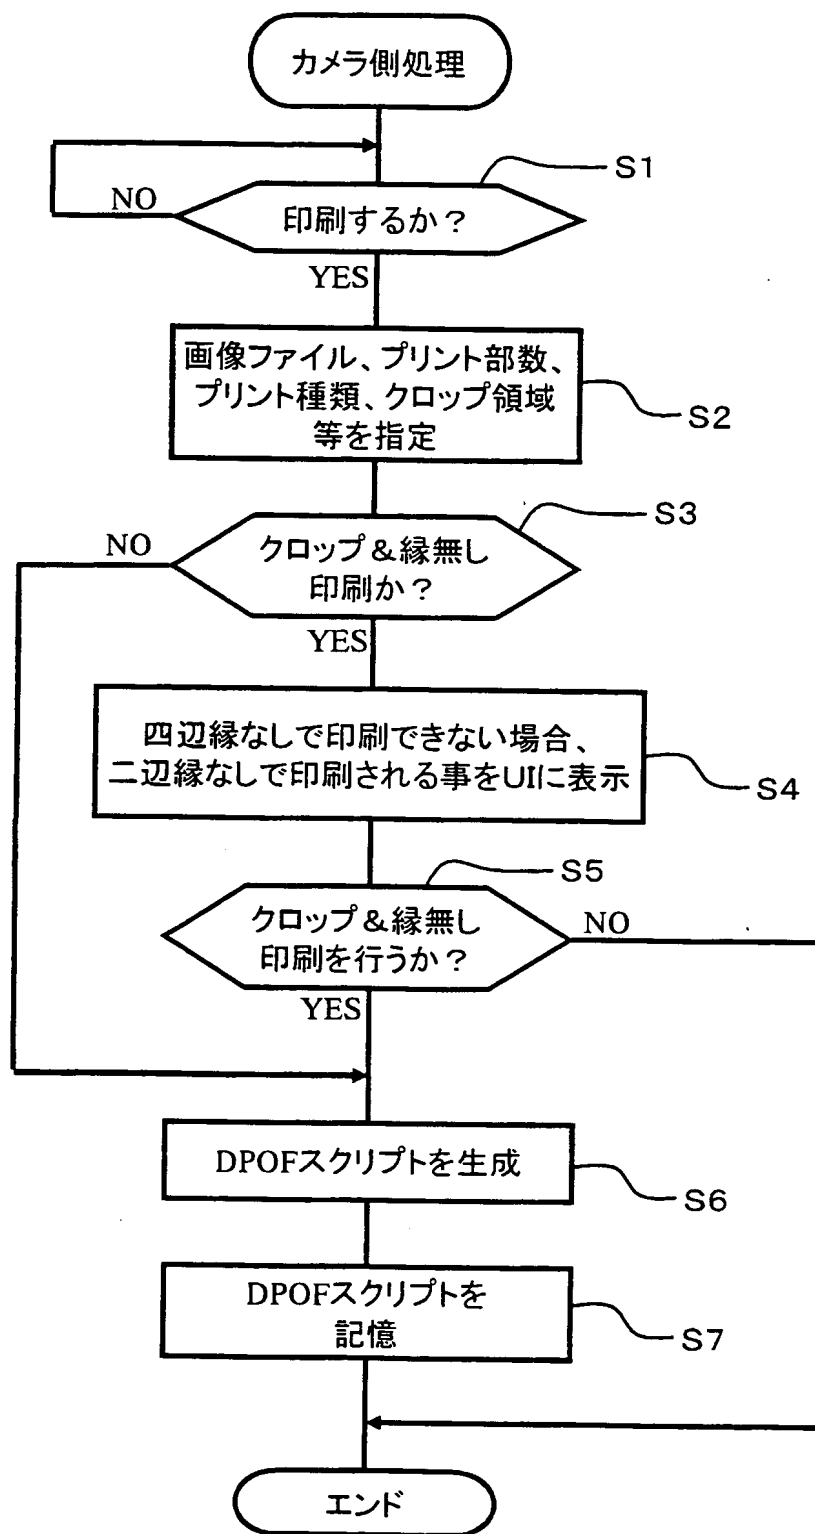 カメラ側処理
S1
NO
印刷するか？
YES
画像ファイル、プリント部数、
プリント種類、クロップ領域
等を指定
S2
S3
NO
クロップ＆縁無し
印刷か？
YES
四辺縁なしで印刷できない場合、
二辺縁なしで印刷される事をUIに表示
S4
S5
クロップ＆縁無し
印刷を行うか？
NO
YES
DPOFスクリプトを生成
S6
DPOFスクリプトを
記憶
S7
エンド